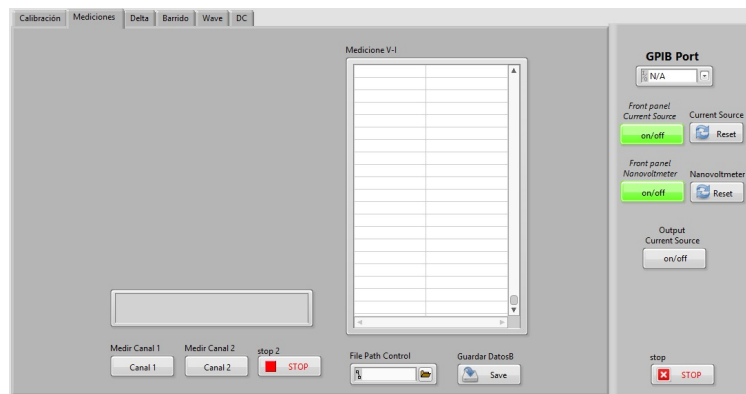 Calibración Mediciones Delta Barrido Wave DC
Medicione V-I
Medir Canal 1 Medir Canal 2 stop 2
Canal 1 Canal 2 STOP
File Path Control Guardar DatosB
Save
GPIB Port
N/A
Front panel
Current Source Current Source
on/off Reset
Front panel
Nanovoltmeter Nanovoltmeter
on/off Reset
Output
Current Source
on/off
stop
STOP